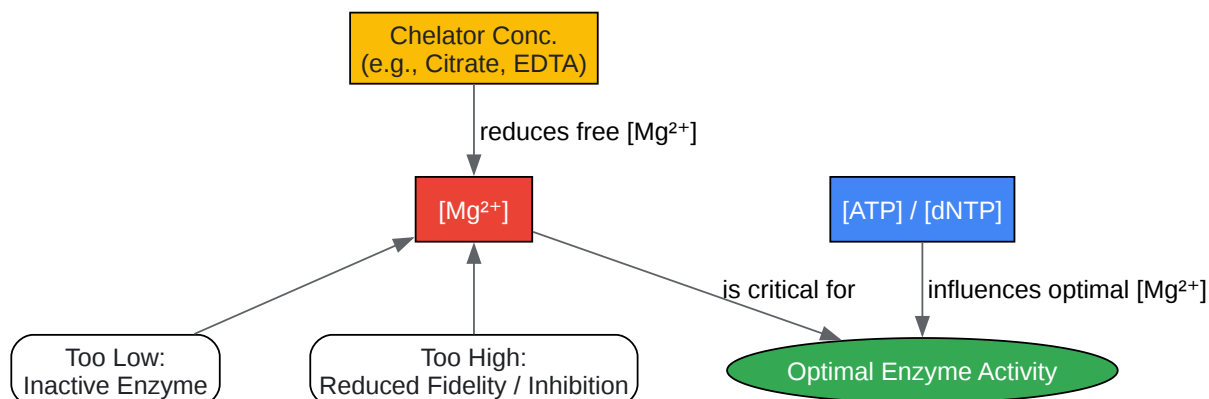 Chelator Conc.
(e.g., Citrate, EDTA)
reduces free [Mg²⁺]
[Mg²⁺]
[ATP] / [dNTP]
is critical for
influences optimal [Mg²⁺]
Too Low:
Inactive Enzyme
Too High:
Reduced Fidelity / Inhibition
Optimal Enzyme Activity